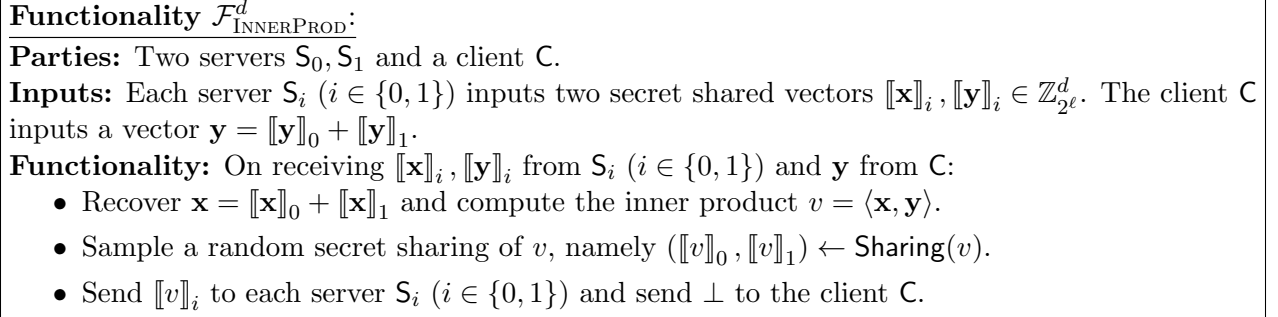 Functionality $\mathcal{F}^{d}_{\text{InnerProd}}$:
Parties: Two servers $\mathsf{S}_0, \mathsf{S}_1$ and a client $\mathsf{C}$.
Inputs: Each server $\mathsf{S}_i$ ($i \in \{0, 1\}$) inputs two secret shared vectors $[\![\mathbf{x}]\!]_i, [\![\mathbf{y}]\!]_i \in \mathbb{Z}^d_{2^\ell}$. The client $\mathsf{C}$
inputs a vector $\mathbf{y} = [\![\mathbf{y}]\!]_0 + [\![\mathbf{y}]\!]_1$.
Functionality: On receiving $[\![\mathbf{x}]\!]_i, [\![\mathbf{y}]\!]_i$ from $\mathsf{S}_i$ ($i \in \{0, 1\}$) and $\mathbf{y}$ from $\mathsf{C}$:
• Recover $\mathbf{x} = [\![\mathbf{x}]\!]_0 + [\![\mathbf{x}]\!]_1$ and compute the inner product $v = \langle \mathbf{x}, \mathbf{y} \rangle$.
• Sample a random secret sharing of $v$, namely $([\![v]\!]_0, [\![v]\!]_1) \leftarrow \mathsf{Sharing}(v)$.
• Send $[\![v]\!]_i$ to each server $\mathsf{S}_i$ ($i \in \{0, 1\}$) and send $\perp$ to the client $\mathsf{C}$.